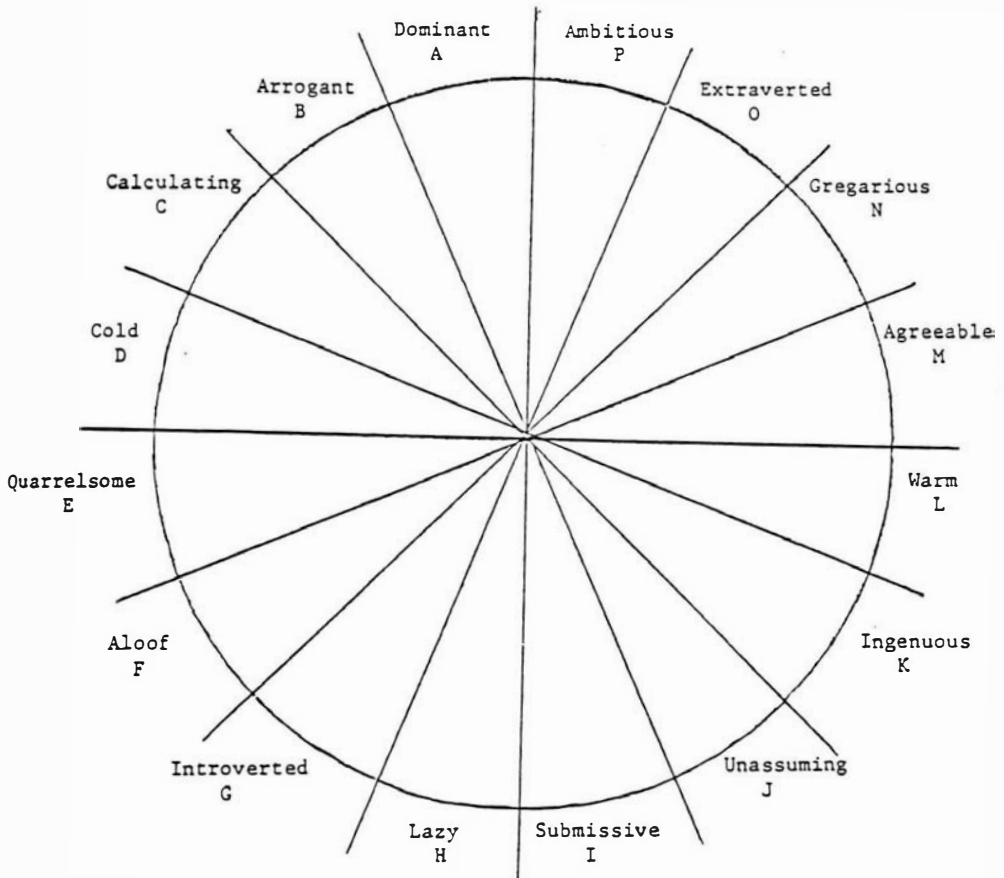 Dominant
A
Ambitious
P
Arrogant
B
Extraverted
O
Calculating
C
Gregarious
N
Cold
D
Agreeable
M
Quarrelsome
E
Warm
L
Aloof
F
Ingenuous
K
Introverted
G
Unassuming
J
Lazy
H
Submissive
I